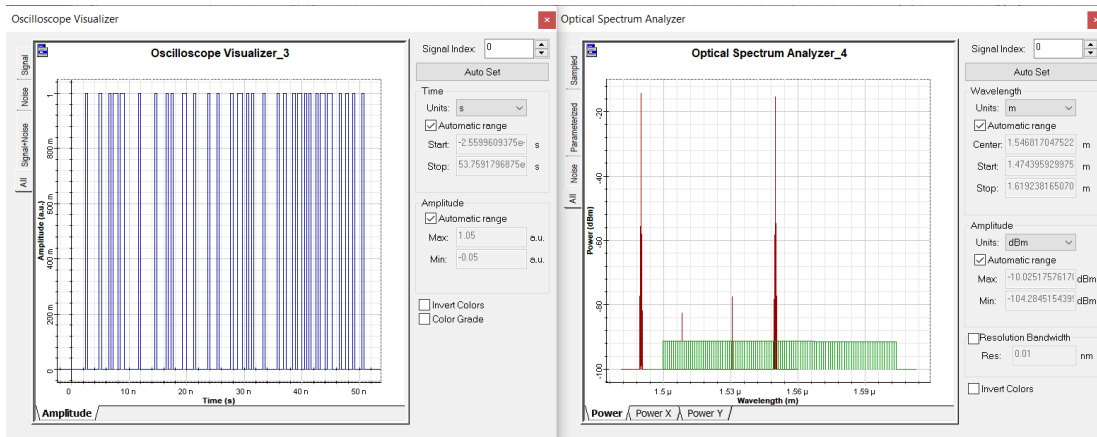 Oscilloscope Visualizer
×
Oscilloscope Visualizer_3
Signal
Noise
Signal+Noise
All
Amplitude (a.u.)
1
800 m
600 m
400 m
200 m
0
0
10 n
20 n
30 n
40 n
50 n
Time (s)
Amplitude
Signal Index: 0
Auto Set
Time
Units: s
Automatic range
Start: -2.5599609375e- s
Stop: 53.7591796875e s
Amplitude
Automatic range
Max: 1.05 a.u.
Min: -0.05 a.u.
Invert Colors
Color Grade
Optical Spectrum Analyzer
×
Optical Spectrum Analyzer_4
Sampled
Parameterized
Noise
All
Power (dBm)
-20
-40
-60
-80
-100
1.5 µ
1.53 µ
1.56 µ
1.59 µ
Wavelength (m)
Power
Power X
Power Y
Signal Index: 0
Auto Set
Wavelength
Units: m
Automatic range
Center: 1.546817047522 m
Start: 1.474395929975 m
Stop: 1.619238165070 m
Amplitude
Units: dBm
Automatic range
Max: -10.0251757617( dBm
Min: -104.284515439! dBm
Resolution Bandwidth
Res: 0.01 nm
Invert Colors